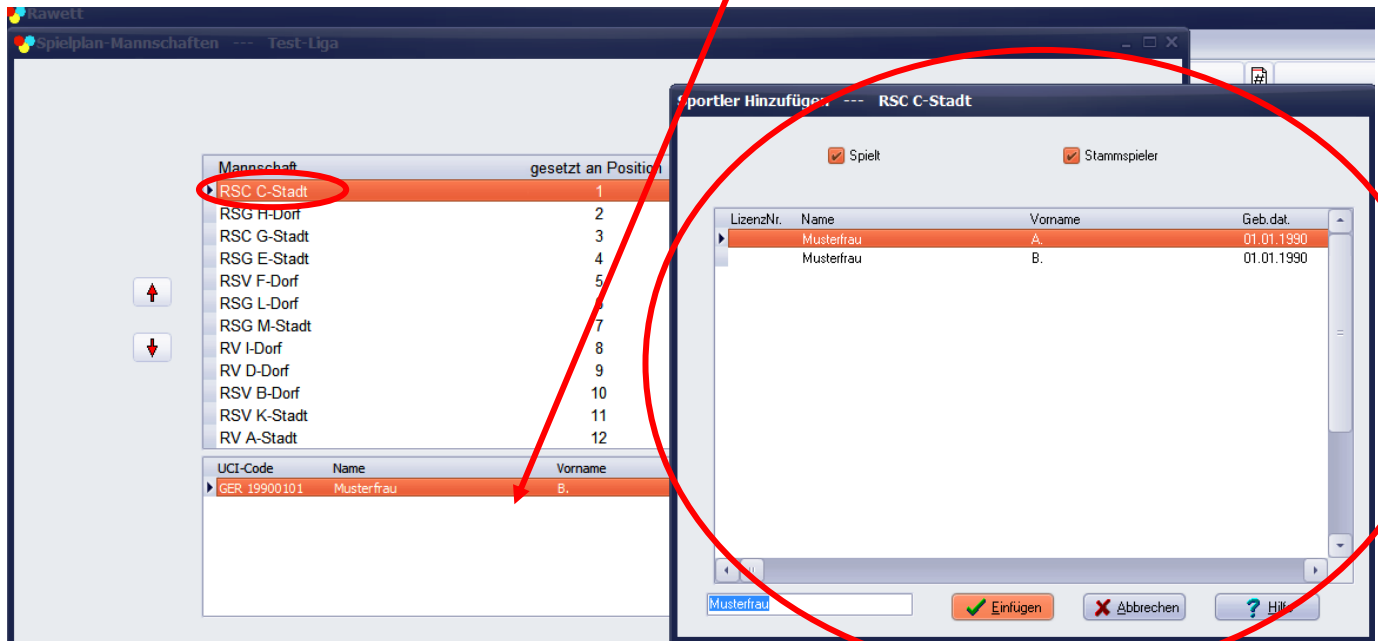 Rawett
Spielplan-Mannschaften --- Test-Liga
Sportler Hinzufügen --- RSC C-Stadt
Spielt
Stammspieler
Mannschaft gesetzt an Position
RSC C-Stadt 1
RSG H-Dorf 2
RSC G-Stadt 3
RSG E-Stadt 4
RSV F-Dorf 5
RSG L-Dorf 6
RSG M-Stadt 7
RV I-Dorf 8
RV D-Dorf 9
RSV B-Dorf 10
RSV K-Stadt 11
RV A-Stadt 12
UCI-Code Name Vorname
GER 19900101 Musterfrau B.
LizenzNr. Name Vorname Geb.dat.
Musterfrau A. 01.01.1990
Musterfrau B. 01.01.1990
Musterfrau
Einfügen
Abbrechen
? Hilfe